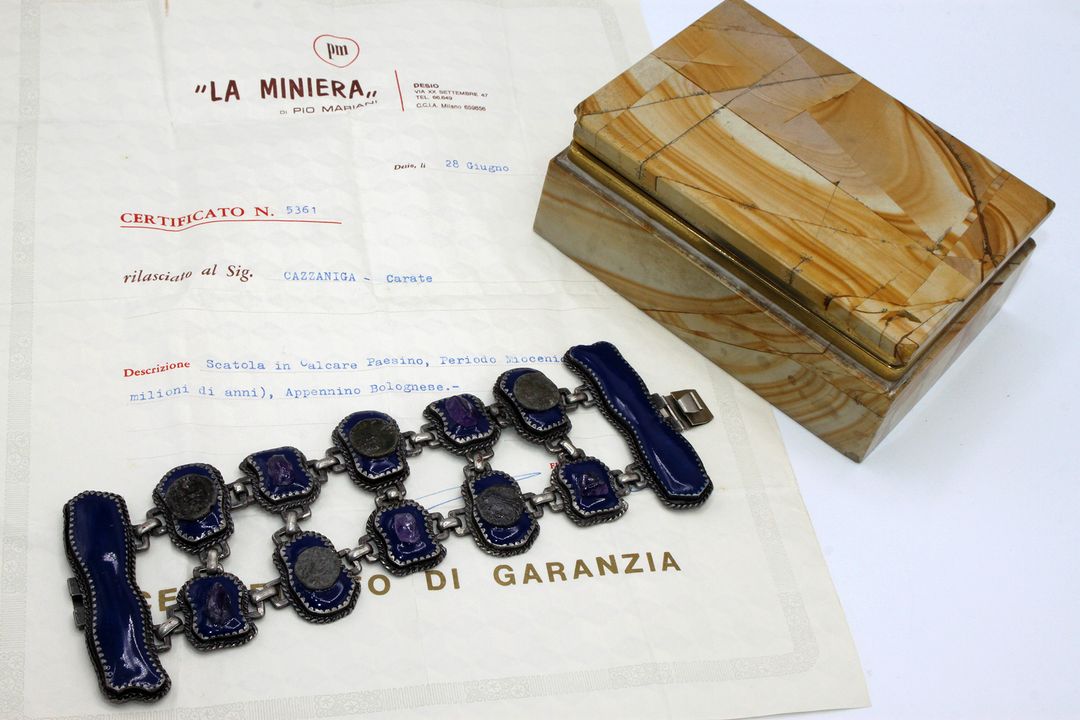 pm
"LA MINIERA„
DI PIO MARIANI
DESIO
VIA XX SETTEMBRE 47
TEL. 66.649
C.C.I.A. Milano 659656
Desio, li 28 Giugno
CERTIFICATO N. 5361
rilasciato al Sig. CAZZANIGA - Carate
Descrizione Scatola in Calcare Paesino, Periodo Miocenic
milioni di anni), Appennino Bolognese.-
DI GARANZIA